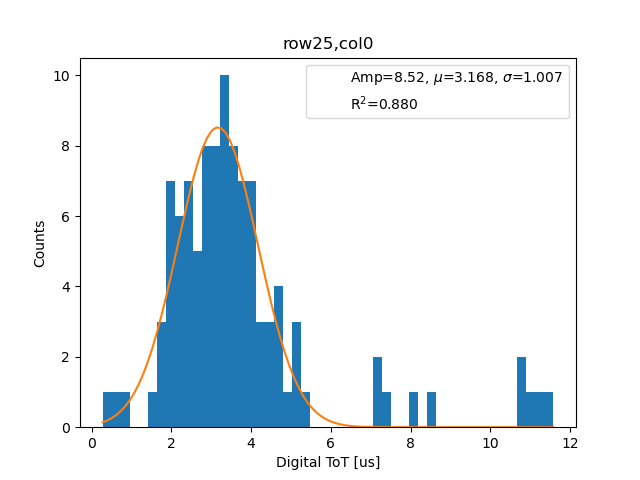 row25,col0
Amp=8.52, μ=3.168, σ=1.007
R²=0.880
Counts
10
8
6
4
2
0
0 2 4 6 8 10 12
Digital ToT [us]